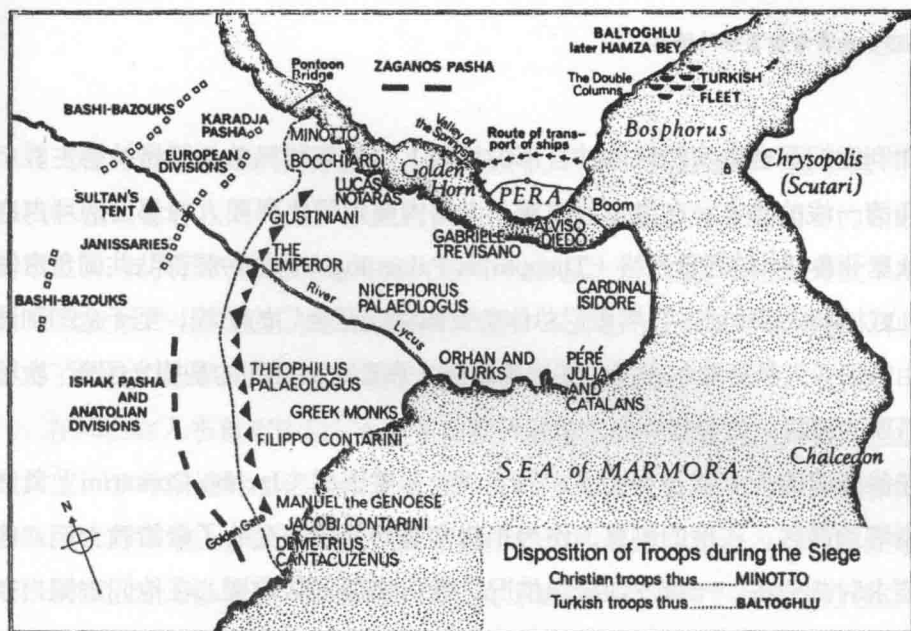 BALTOGHLU
later HAMZA BEY
Pontoon
Bridge
ZAGANOS PASHA
The Double
Columns
TURKISH
FLEET
BASHI-BAZOUKS
KARADJA
PASHA
Valley
of the Springs
Route of trans-
port of ships
Bosphorus
MINOTTO
EUROPEAN
DIVISIONS
BOCCHIARDI
Golden
Horn
Chrysopolis
(Scutari)
SULTAN'S
JANISSARIES
LUCAS
NOTARAS
PERA
GIUSTINIANI
Boom
ALVISO
DIEDO
GABRIELE
TREVISANO
THE
EMPEROR
BASHI-BAZOUKS
River
Lycus
NICEPHORUS
PALAEOLOGUS
CARDINAL
ISIDORE
ISHAK PASHA
AND
ANATOLIAN
DIVISIONS
THEOPHILUS
PALAEOLOGUS
ORHAN AND
TURKS
PÉRÉ
JULIA
AND
CATALANS
GREEK MONKS
FILIPPO CONTARINI
SEA of MARMORA
Chalcedon
MANUEL the GENOESE
Golden Gate
JACOBI CONTARINI
DEMETRIUS
CANTACUZENUS
N
Disposition of Troops during the Siege
Christian troops thus MINOTTO
Turkish troops thus BALTOGHLU